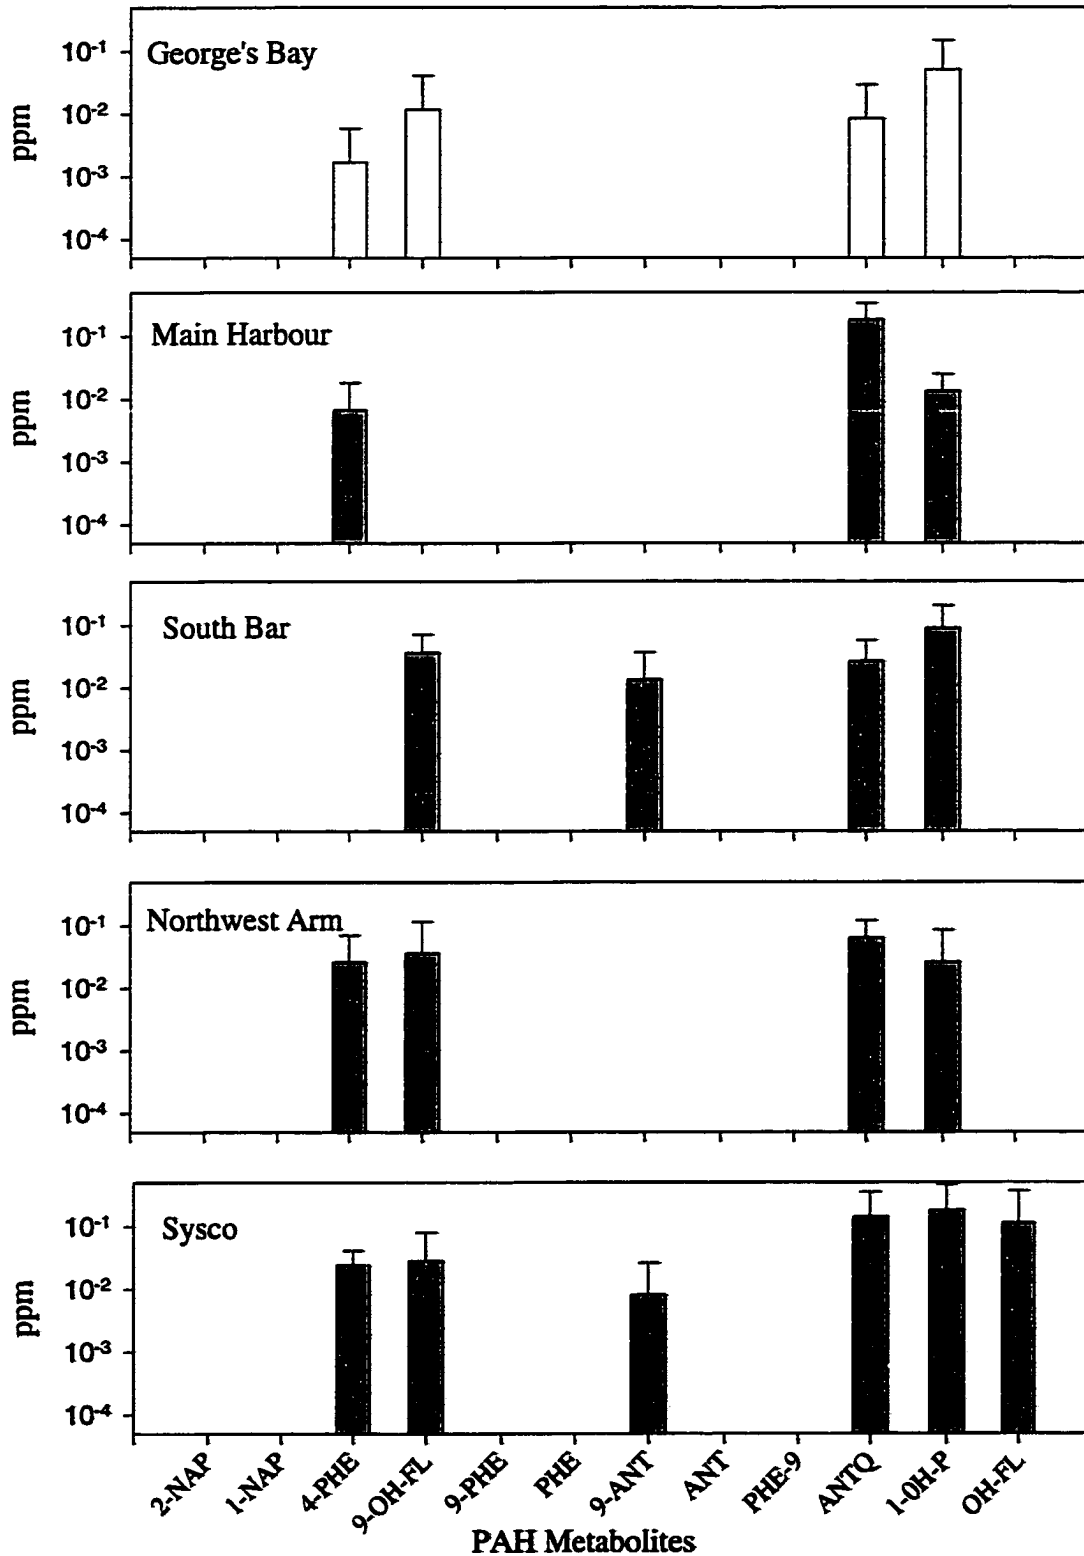 George's Bay
ppm
10⁻¹
10⁻²
10⁻³
10⁻⁴
Main Harbour
ppm
10⁻¹
10⁻²
10⁻³
10⁻⁴
South Bar
ppm
10⁻¹
10⁻²
10⁻³
10⁻⁴
Northwest Arm
ppm
10⁻¹
10⁻²
10⁻³
10⁻⁴
Sysco
ppm
10⁻¹
10⁻²
10⁻³
10⁻⁴
2-NAP
1-NAP
4-PHE
9-OH-FL
9-PHE
PHE
9-ANT
ANT
PHE-9
ANTQ
1-0H-P
OH-FL
PAH Metabolites